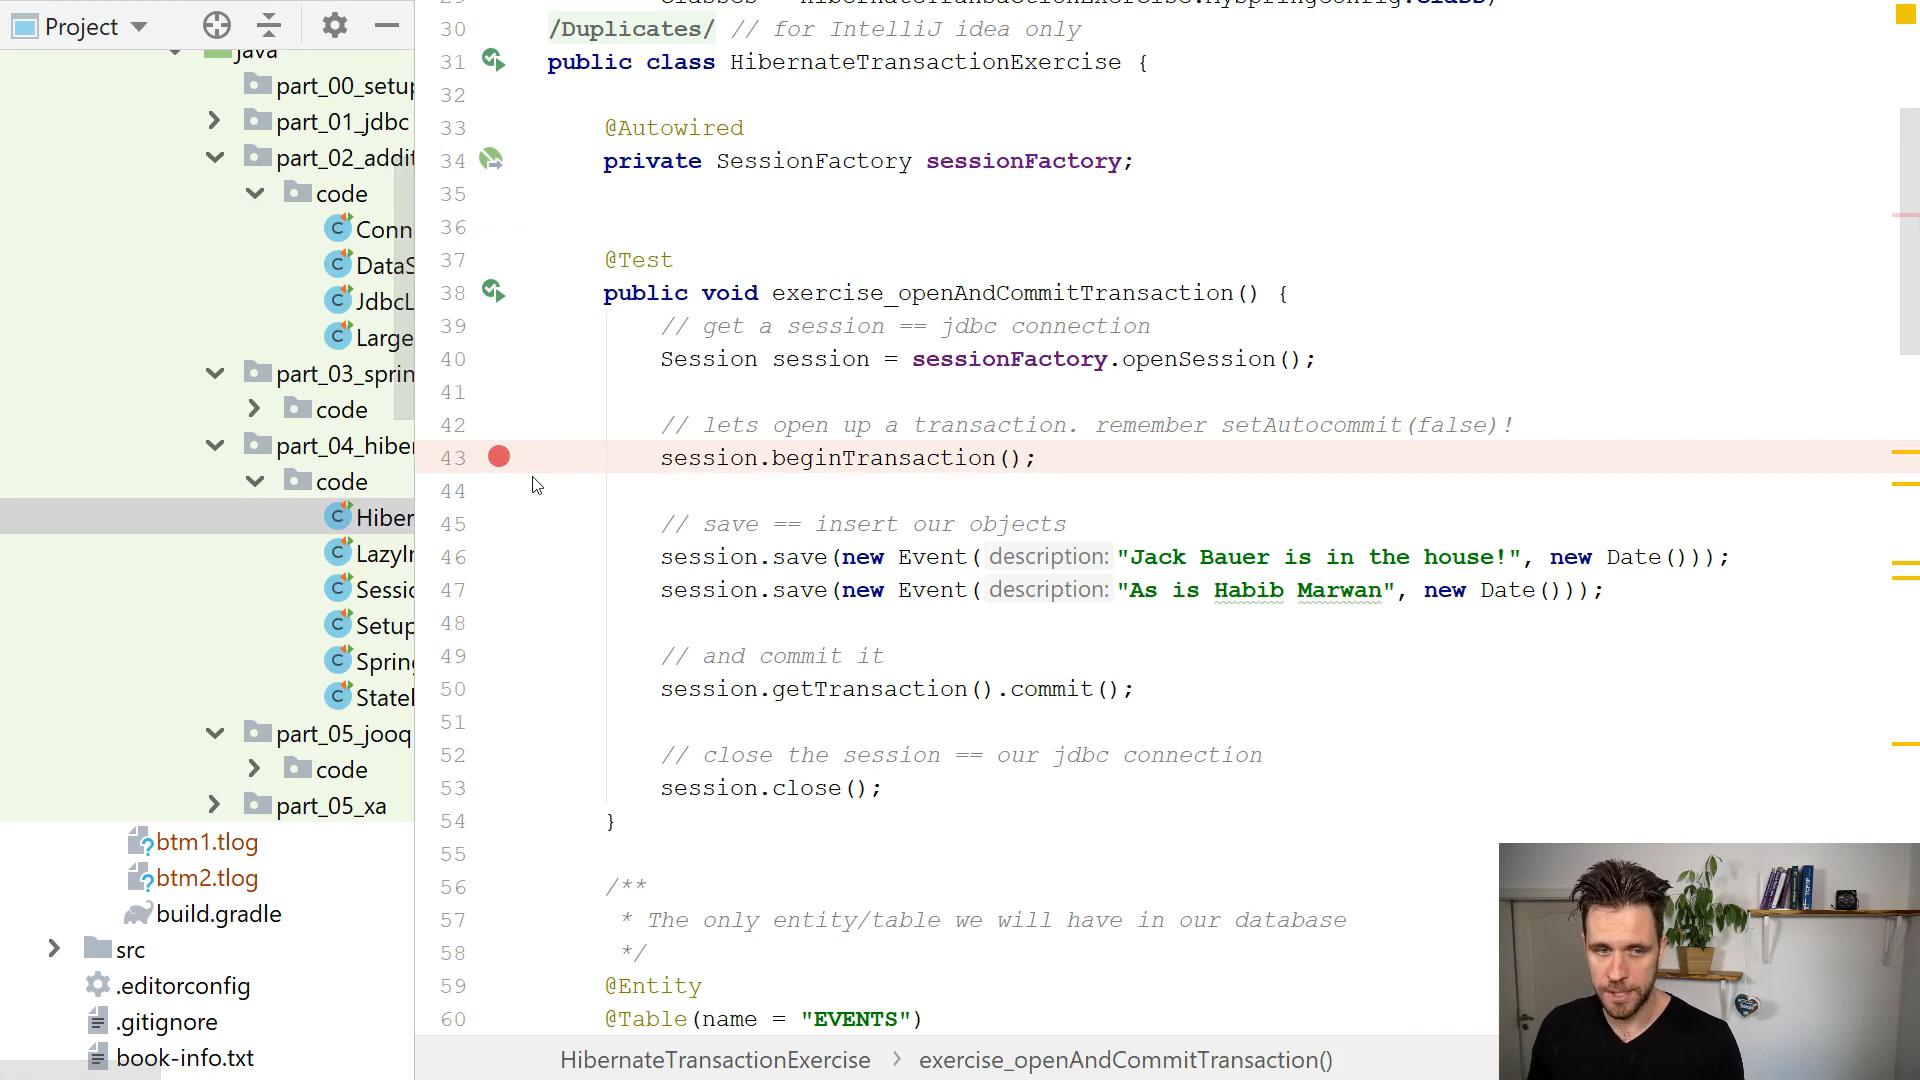 Project
java
part_00_setup
part_01_jdbc
part_02_addit
code
Conn
DataS
JdbcL
Large
part_03_sprin
code
part_04_hiber
code
Hiber
LazyIn
Sessio
Setup
Spring
StateI
part_05_jooq
code
part_05_xa
btm1.tlog
btm2.tlog
build.gradle
src
.editorconfig
.gitignore
book-info.txt
30 /Duplicates/ // for IntelliJ idea only
31 public class HibernateTransactionExercise {
32
33 @Autowired
34 private SessionFactory sessionFactory;
35
36
37 @Test
38 public void exercise_openAndCommitTransaction() {
39 // get a session == jdbc connection
40 Session session = sessionFactory.openSession();
41
42 // lets open up a transaction. remember setAutocommit(false)!
43 session.beginTransaction();
44
45 // save == insert our objects
46 session.save(new Event( description: "Jack Bauer is in the house!", new Date()));
47 session.save(new Event( description: "As is Habib Marwan", new Date()));
48
49 // and commit it
50 session.getTransaction().commit();
51
52 // close the session == our jdbc connection
53 session.close();
54 }
55
56 /**
57 * The only entity/table we will have in our database
58 */
59 @Entity
60 @Table(name = "EVENTS")
HibernateTransactionExercise > exercise_openAndCommitTransaction()